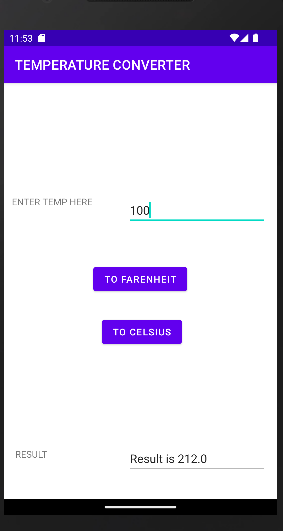 11:53
TEMPERATURE CONVERTER
ENTER TEMP HERE
100
TO FARENHEIT
TO CELSIUS
RESULT
Result is 212.0